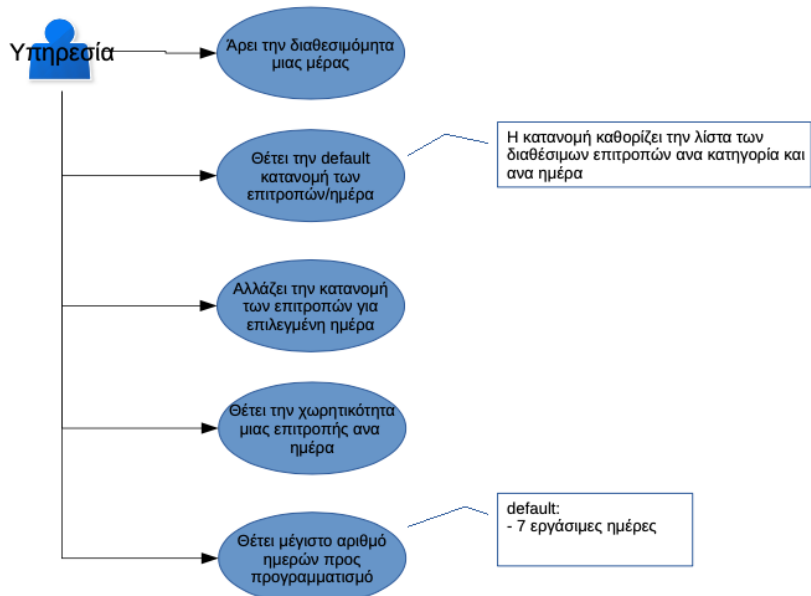 Υπηρεσία
Άρει την διαθεσιμόμητα
μιας μέρας
Θέτει την default
κατανομή των
επιτροπών/ημέρα
Η κατανομή καθορίζει την λίστα των
διαθέσιμων επιτροπών ανα κατηγορία και
ανα ημέρα
Αλλάζει την κατανομή
των επιτροπών για
επιλεγμένη ημέρα
Θέτει την χωρητικότητα
μιας επιτροπής ανα
ημέρα
Θέτει μέγιστο αριθμό
ημερών προς
προγραμματισμό
default:
- 7 εργάσιμες ημέρες